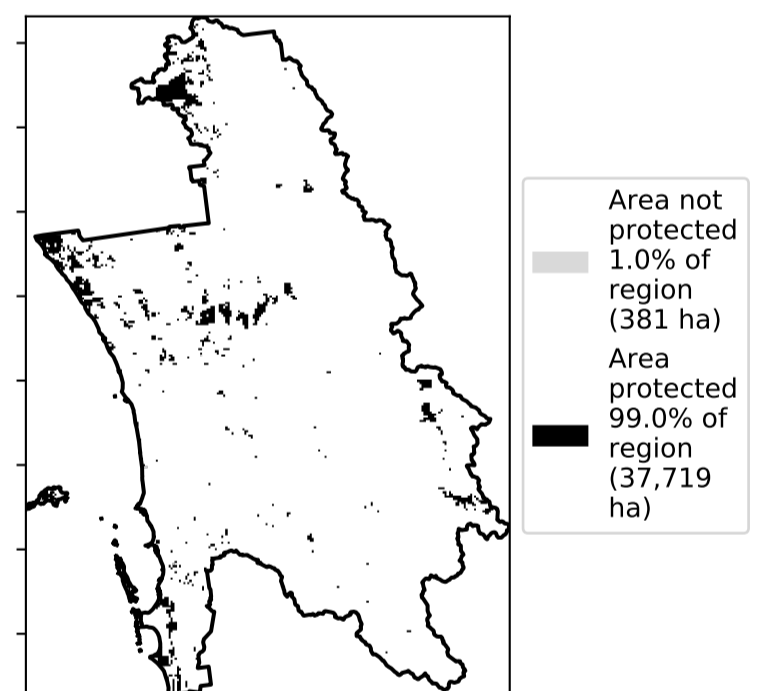 Area not
protected
1.0% of
region
(381 ha)
Area
protected
99.0% of
region
(37,719
ha)